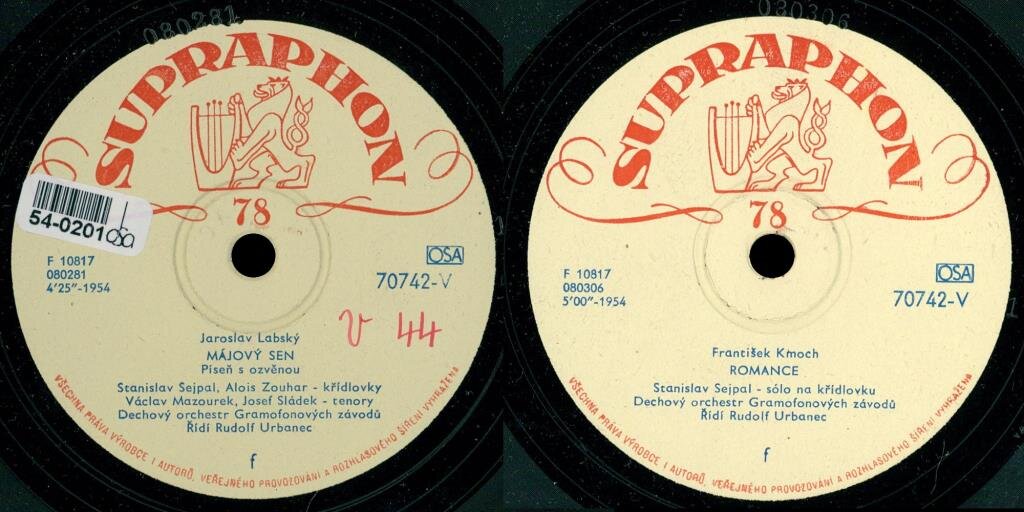 080281
SUPRAPHON
78
54-0201
osa
F 10817
080281
4'25"-1954
OSA
70742-V
V 44
Jaroslav Labský
MÁJOVÝ SEN
Píseň s ozvěnou
Stanislav Sejpal, Alois Zouhar - křídlovky
Václav Mazourek, Josef Sládek - tenory
Dechový orchestr Gramofonových závodů
Řídí Rudolf Urbanec
f
VŠECHNA PRÁVA VÝROBCE I AUTORŮ, VEŘEJNÉHO PROVOZOVÁNÍ A ROZHLASOVÉHO ŠÍŘENÍ VYHRAŽENA
080306
SUPRAPHON
78
F 10817
080306
5'00"-1954
OSA
70742-V
František Kmoch
ROMANCE
Stanislav Sejpal - sólo na křídlovku
Dechový orchestr Gramofonových závodů
Řídí Rudolf Urbanec
f
VŠECHNA PRÁVA VÝROBCE I AUTORŮ, VEŘEJNÉHO PROVOZOVÁNÍ A ROZHLASOVÉHO ŠÍŘENÍ VYHRAŽENA